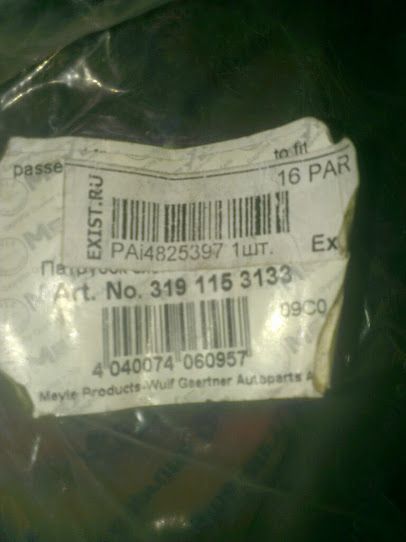 passe
to fit
16 PAR
EXIST.RU
PAi4825397 1шт.
Ex
Патрубок
Art. No. 319 115 3133
09C0
4 040074 060957
Meyle Products-Wulf Gaertner Autoparts A